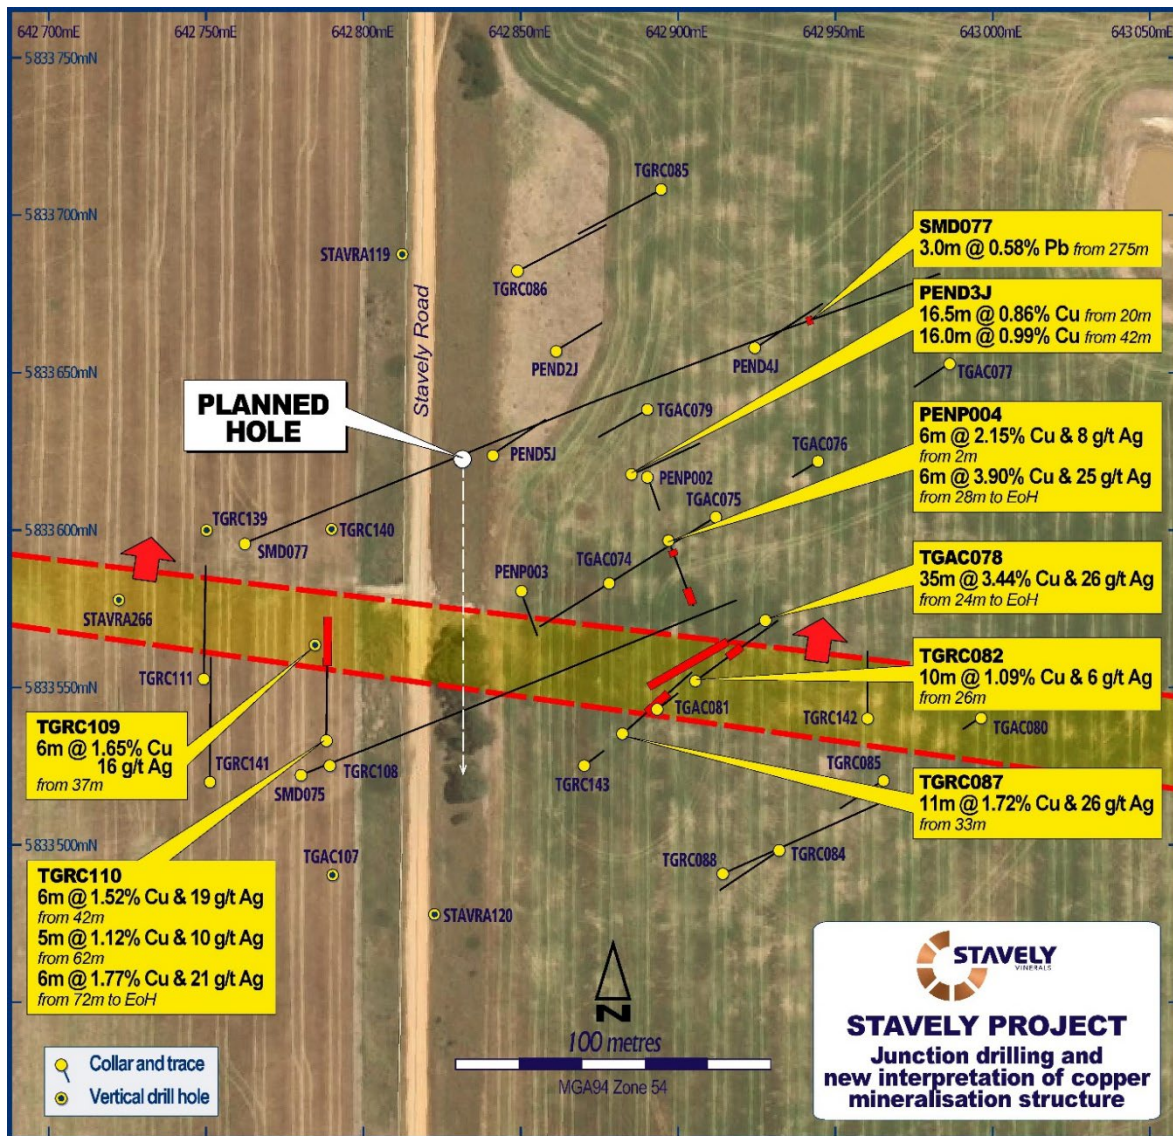 642 700mE
642 750mE
642 800mE
642 850mE
642 900mE
642 950mE
643 000mE
643 050mE
5 833 750mN
5 833 700mN
5 833 650mN
5 833 600mN
5 833 550mN
5 833 500mN
TGRC085
STAVRA119
TGRC086
Stavely Road
PEND2J
PEND4J
TGAC077
PLANNED
HOLE
TGAC079
PEND5J
PENP002
TGAC076
TGAC075
TGRC139
TGRC140
SMD077
TGAC074
PENP003
STAVRA266
TGRC111
TGAC081
TGRC142
TGAC080
TGRC141
TGRC108
SMD075
TGRC143
TGRC085
TGAC107
TGRC088
TGRC084
STAVRA120
SMD077
3.0m @ 0.58% Pb from 275m
PEND3J
16.5m @ 0.86% Cu from 20m
16.0m @ 0.99% Cu from 42m
PENP004
6m @ 2.15% Cu & 8 g/t Ag
from 2m
6m @ 3.90% Cu & 25 g/t Ag
from 28m to EoH
TGAC078
35m @ 3.44% Cu & 26 g/t Ag
from 24m to EoH
TGRC082
10m @ 1.09% Cu & 6 g/t Ag
from 26m
TGRC087
11m @ 1.72% Cu & 26 g/t Ag
from 33m
TGRC109
6m @ 1.65% Cu
16 g/t Ag
from 37m
TGRC110
6m @ 1.52% Cu & 19 g/t Ag
from 42m
5m @ 1.12% Cu & 10 g/t Ag
from 62m
6m @ 1.77% Cu & 21 g/t Ag
from 72m to EoH
Collar and trace
Vertical drill hole
N
100 metres
MGA94 Zone 54
STAVELY
MINERALS
STAVELY PROJECT
Junction drilling and
new interpretation of copper
mineralisation structure